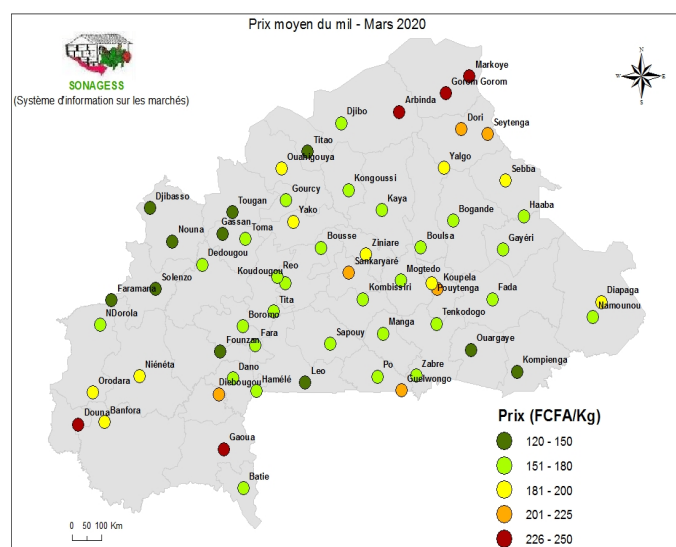 Prix moyen du mil - Mars 2020
SONAGESS
(Système d'information sur les marchés)
N
W
E
S
Markoye
Gorom Gorom
Arbinda
Djibo
Dori
Seytenga
Titao
Ouahigouya
Yalgo
Sebba
Kongoussi
Djibasso
Tougan
Gourcy
Kaya
Haaba
Bogande
Gassan
Yako
Nouna
Toma
Bousse
Ziniare
Boulsa
Gayéri
Dedougou
Sankaryaré
Koudougou
Reo
Mogtedo
Koupela
Solenzo
Pouytenga
Faramana
Kombissiri
Fada
Diapaga
Namounou
Tita
NDorola
Boromo
Fara
Tenkodogo
Founzan
Sapouy
Manga
Ouargaye
Niénéta
Dano
Hamélé
Leo
Po
Zabre
Kompienga
Orodara
Diebougou
Guelwongo
Douna
Banfora
Gaoua
Batie
Prix (FCFA/Kg)
120 - 150
151 - 180
181 - 200
201 - 225
226 - 250
0 50 100 Km